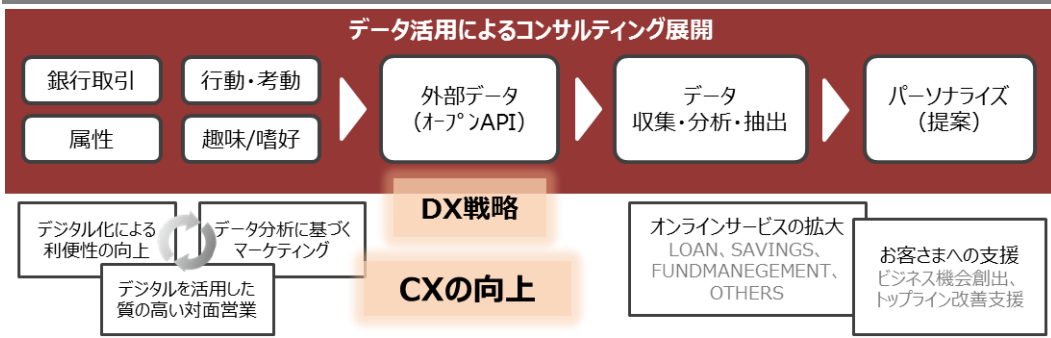 データ活用によるコンサルティング展開
銀行取引
行動・考動
属性
趣味/嗜好
外部データ
(ｵｰﾌﾟﾝAPI)
データ
収集・分析・抽出
パーソナライズ
(提案)
デジタル化による
利便性の向上
データ分析に基づく
マーケティング
デジタルを活用した
質の高い対面営業
DX戦略
CXの向上
オンラインサービスの拡大
LOAN、SAVINGS、
FUNDMANEGEMENT、
OTHERS
お客さまへの支援
ビジネス機会創出、
トップライン改善支援